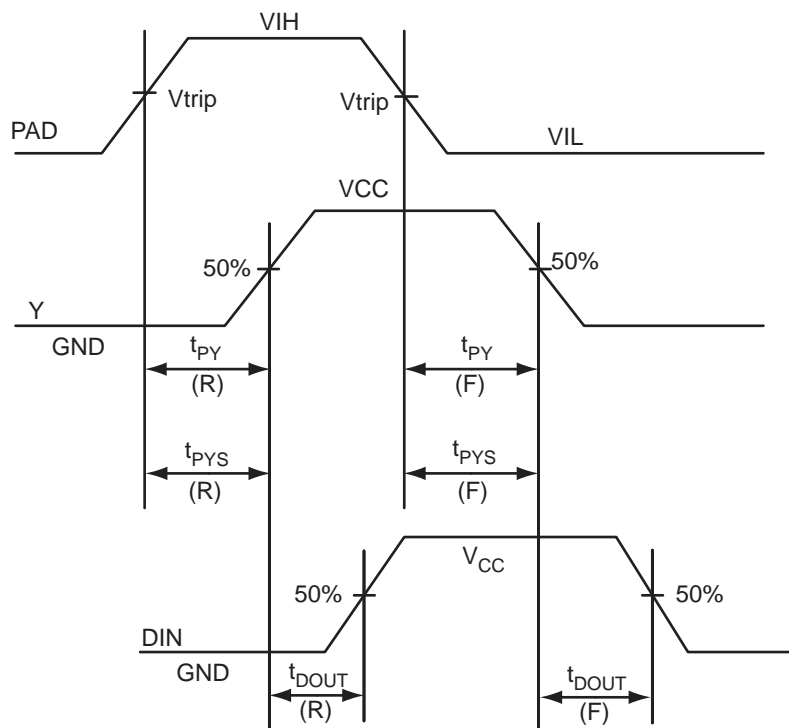 VIH
Vtrip
Vtrip
PAD
VIL
VCC
50%
50%
Y
GND
tPY
(R)
tPY
(F)
tPYS
(R)
tPYS
(F)
VCC
50%
50%
DIN
GND
tDOUT
(R)
tDOUT
(F)